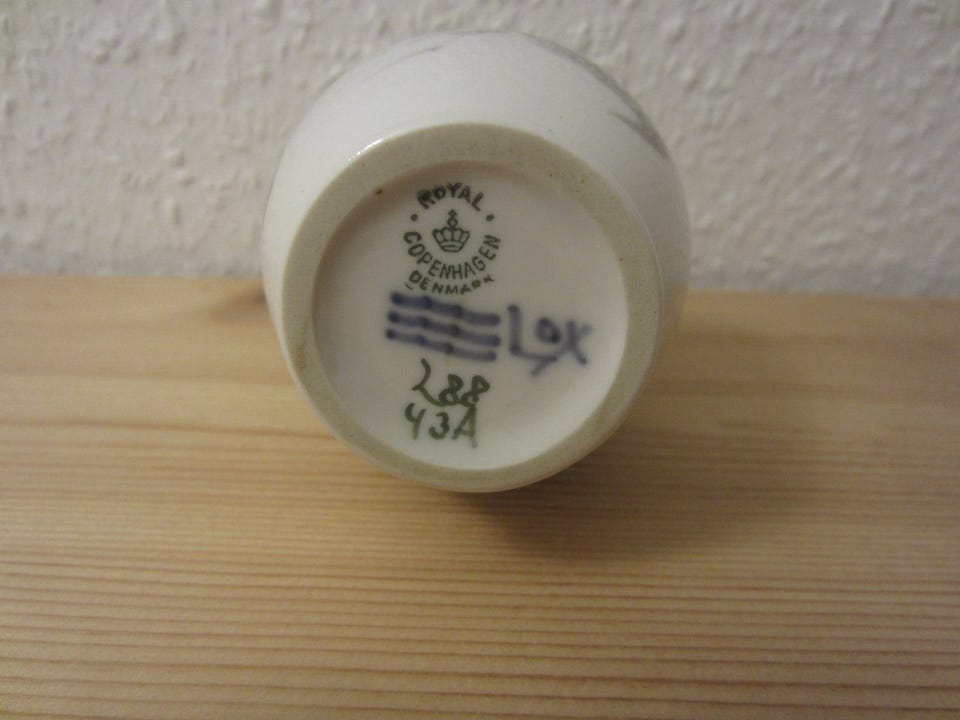 ROYAL
COPENHAGEN
DENMARK
288
43A